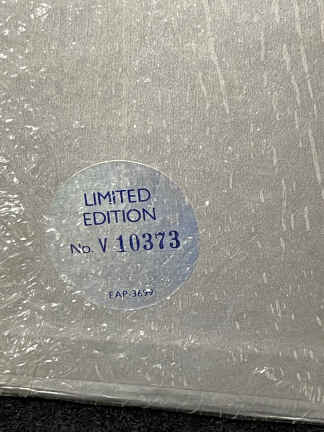 LIMITED
EDITION
No. V 10373
EAP-3699